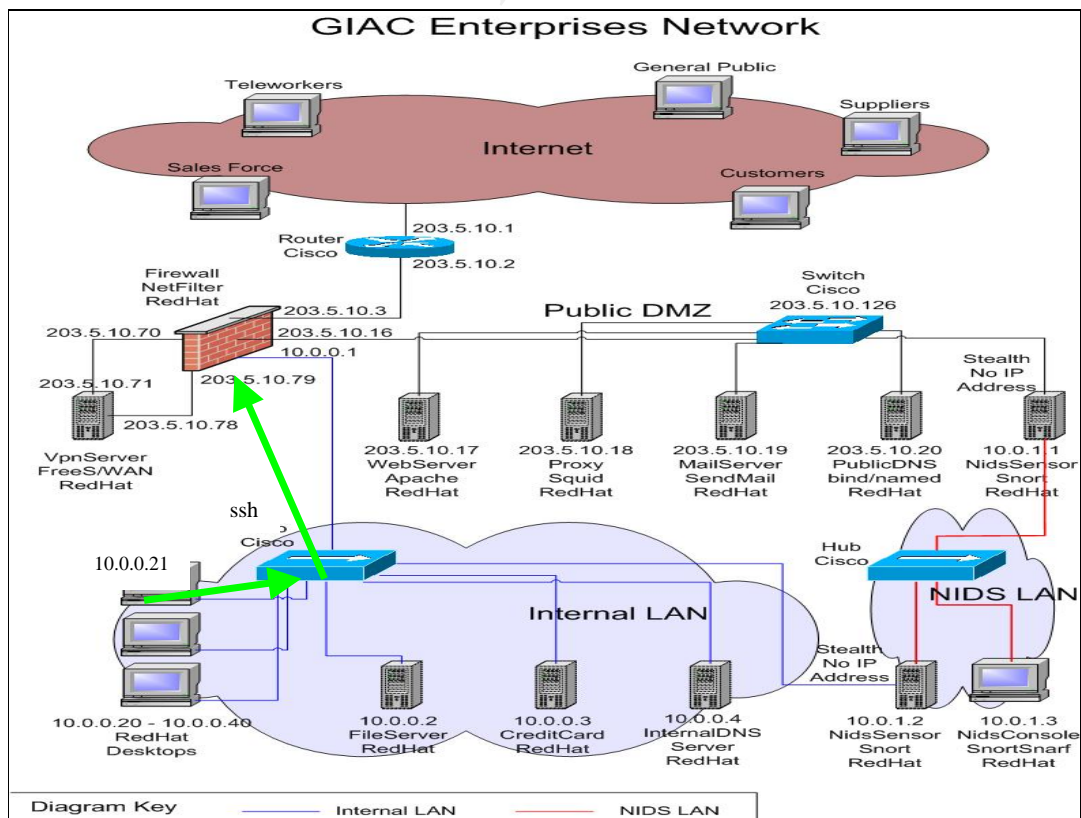 GIAC Enterprises Network
General Public
Teleworkers
Suppliers
Internet
Sales Force
Customers
203.5.10.1
Router
Cisco
203.5.10.2
Firewall
NetFilter
RedHat
Switch
Cisco
203.5.10.126
203.5.10.3
Public DMZ
203.5.10.70
203.5.10.16
10.0.0.1
203.5.10.79
Stealth
No IP
Address
203.5.10.71
203.5.10.78
VpnServer
FreeS/WAN
RedHat
203.5.10.17
WebServer
Apache
RedHat
203.5.10.18
Proxy
Squid
RedHat
203.5.10.19
MailServer
SendMail
RedHat
203.5.10.20
PublicDNS
bind/named
RedHat
10.0.1.1
NidsSensor
Snort
RedHat
ssh
Cisco
10.0.0.21
Hub
Cisco
Internal LAN
NIDS LAN
Stealth
No IP
Address
10.0.0.20 - 10.0.0.40
RedHat
Desktops
10.0.0.2
FileServer
RedHat
10.0.0.3
CreditCard
RedHat
10.0.0.4
InternalDNS
Server
RedHat
10.0.1.2
NidsSensor
Snort
RedHat
10.0.1.3
NidsConsole
SnortSnarf
RedHat
Diagram Key
Internal LAN
NIDS LAN